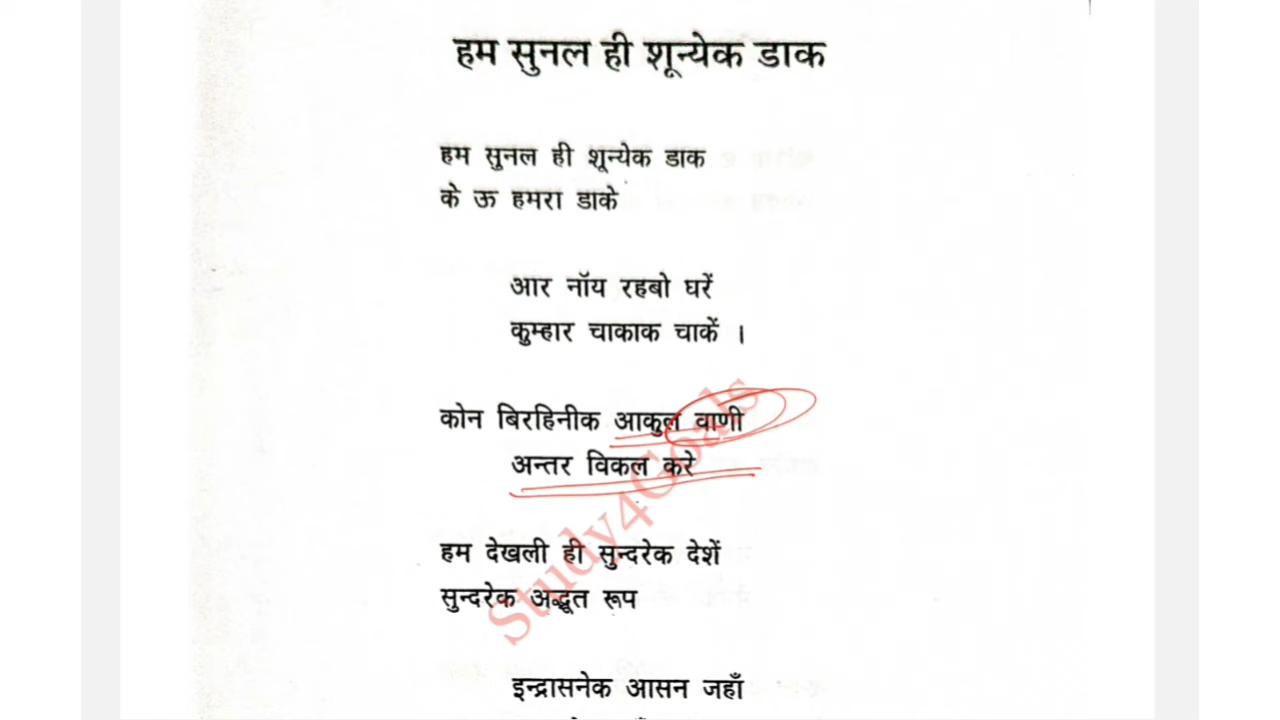 हम सुनल ही शून्येक डाक
हम सुनल ही शून्येक डाक
के ऊ हमरा डाके
आर नॉय रहबो घरें
कुम्हार चाकाक चाकें ।
कोन बिरहिनीक आकुल वाणी
अन्तर विकल करे
हम देखली ही सुन्दरेक देशें
सुन्दरेक अद्भूत रूप
इन्द्रासनेक आसन जहाँ
Study4Goals